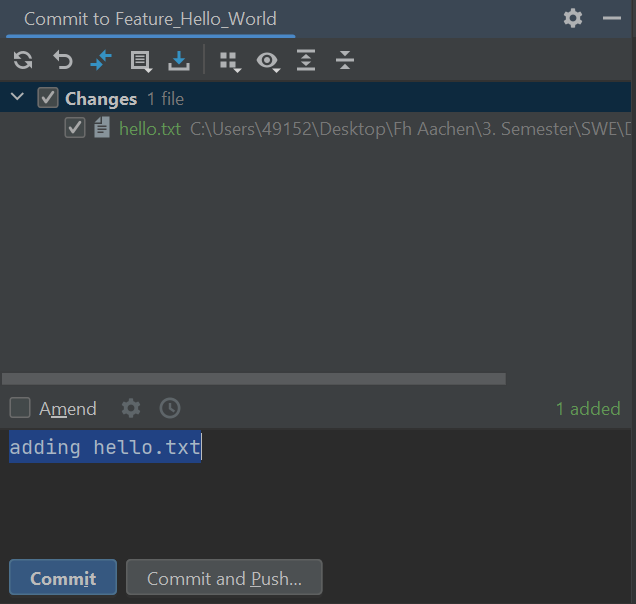 Commit to Feature_Hello_World
Changes 1 file
hello.txt C:\Users\49152\Desktop\Fh Aachen\3. Semester\SWE\D
Amend 1 added
adding hello.txt
Commit Commit and Push...